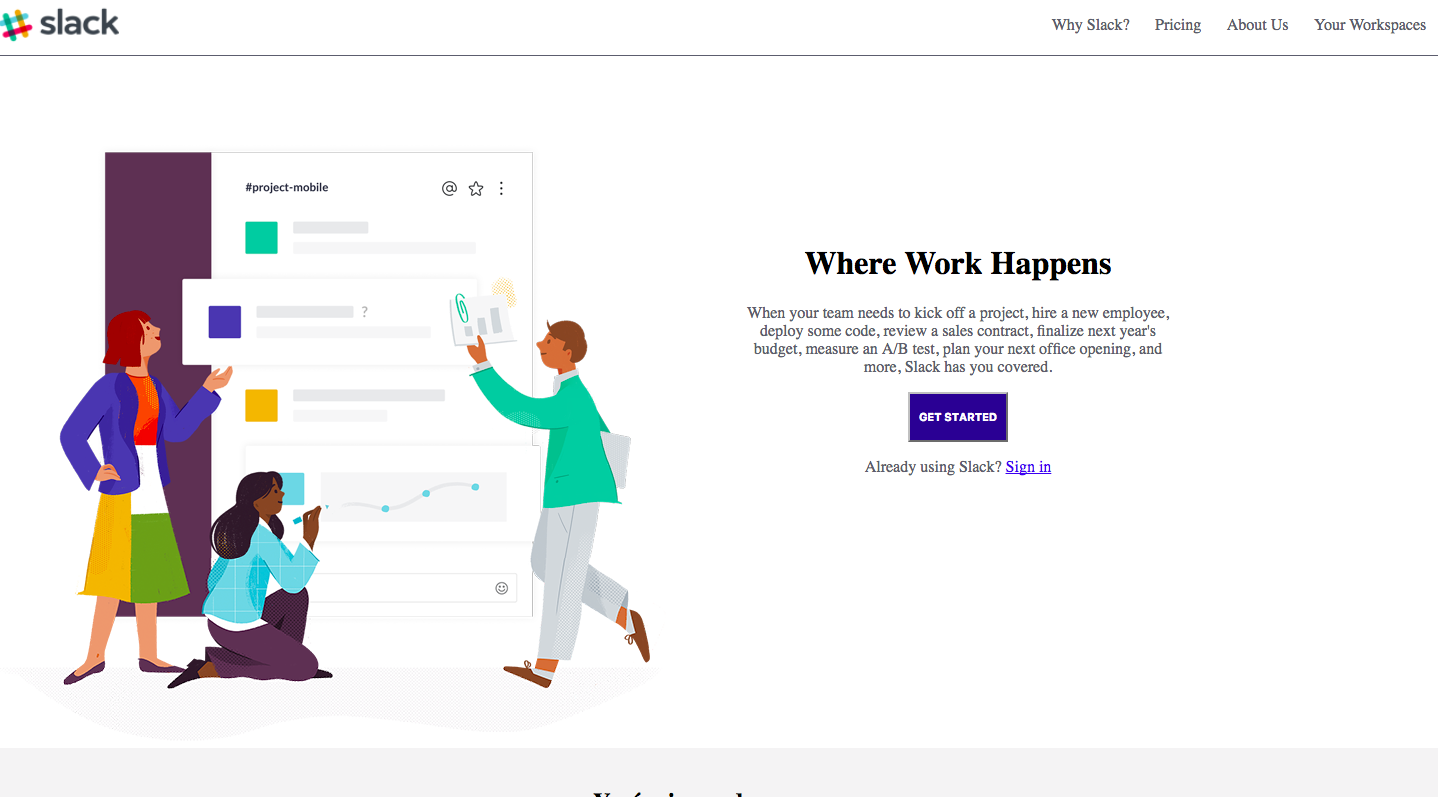 slack
Why Slack? Pricing About Us Your Workspaces
#project-mobile
?
Where Work Happens
When your team needs to kick off a project, hire a new employee,
deploy some code, review a sales contract, finalize next year's
budget, measure an A/B test, plan your next office opening, and
more, Slack has you covered.
GET STARTED
Already using Slack? Sign in